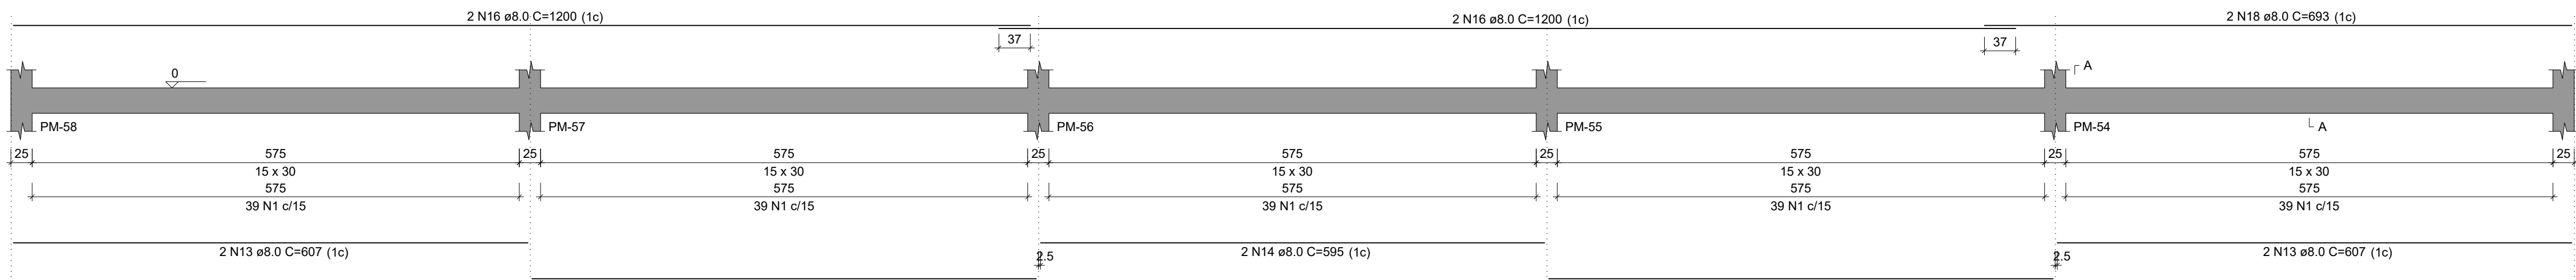 2 N16 ø8.0 C=1200 (1c)
2 N16 ø8.0 C=1200 (1c)
2 N18 ø8.0 C=693 (1c)
37
37
0
A
PM-58
PM-57
PM-56
PM-55
PM-54
A
25
575
25
575
25
575
25
575
25
575
25
15 x 30
15 x 30
15 x 30
15 x 30
15 x 30
575
575
575
575
575
39 N1 c/15
39 N1 c/15
39 N1 c/15
39 N1 c/15
39 N1 c/15
2 N13 ø8.0 C=607 (1c)
2 N14 ø8.0 C=595 (1c)
2 N13 ø8.0 C=607 (1c)
2.5
2.5